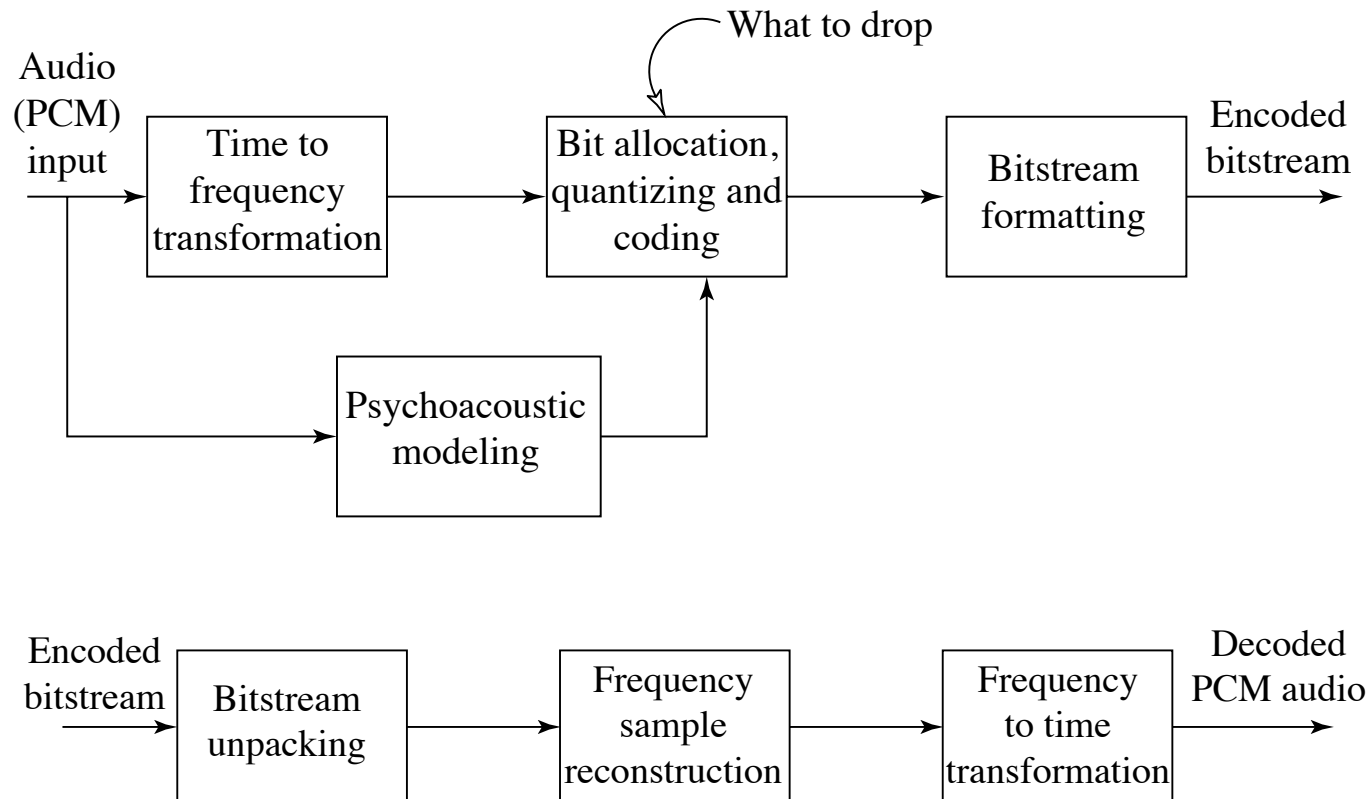 What to drop
Audio
(PCM)
input
Time to
frequency
transformation
Bit allocation,
quantizing and
coding
Bitstream
formatting
Encoded
bitstream
Psychoacoustic
modeling
Encoded
bitstream
Bitstream
unpacking
Frequency
sample
reconstruction
Frequency
to time
transformation
Decoded
PCM audio